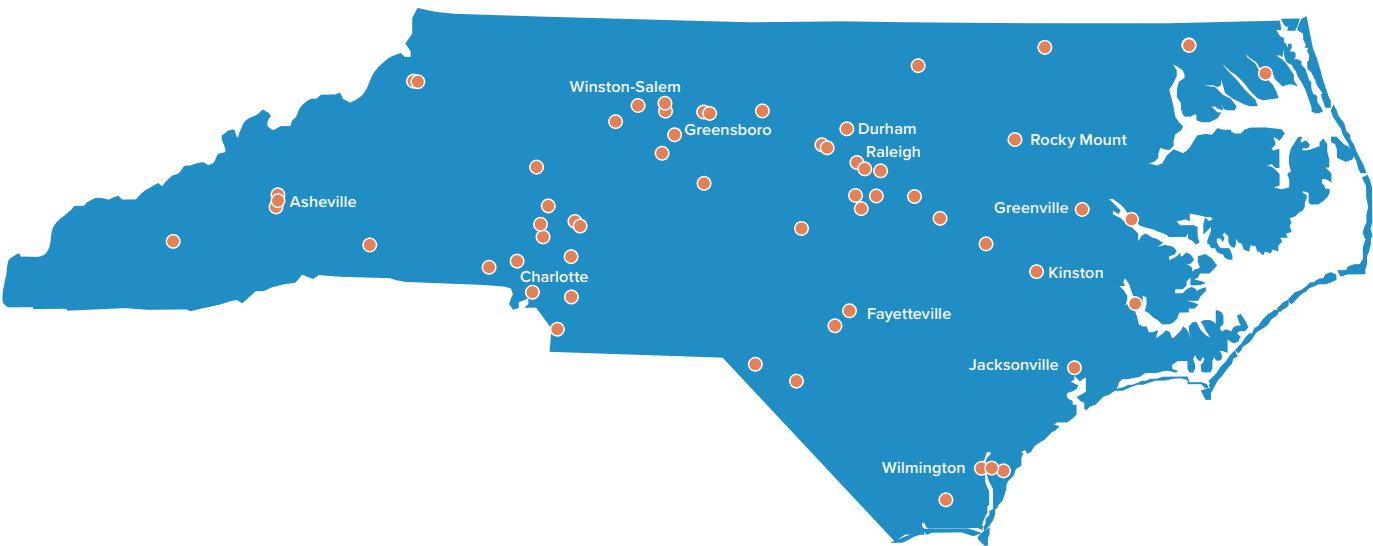 Winston-Salem
Greensboro
Durham
Raleigh
Rocky Mount
Asheville
Greenville
Charlotte
Kinston
Fayetteville
Jacksonville
Wilmington